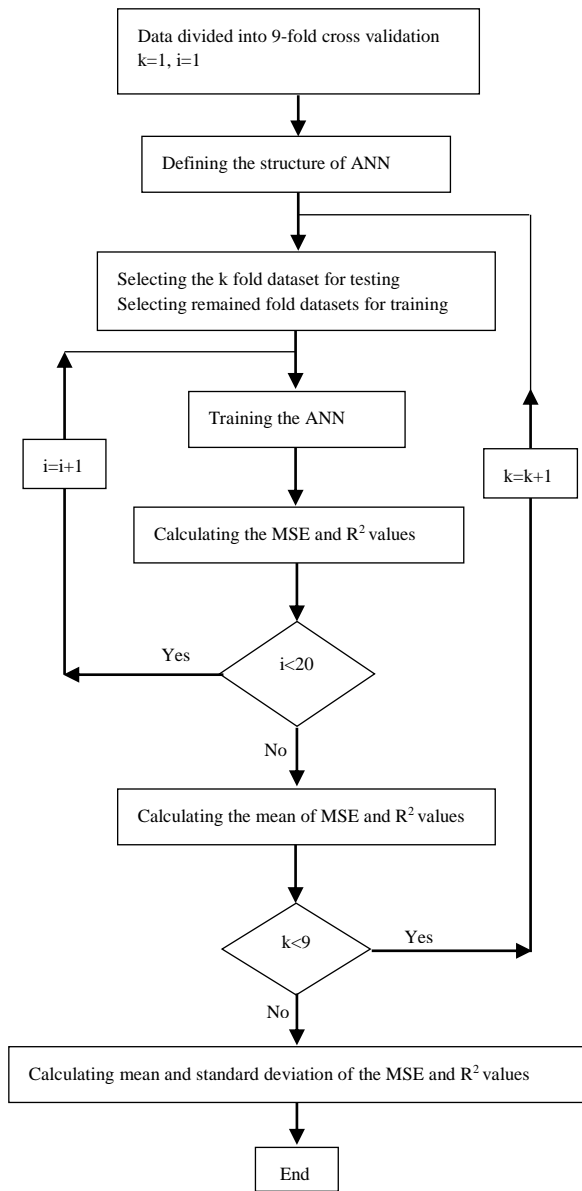 Data divided into 9-fold cross validation
k=1, i=1
Defining the structure of ANN
Selecting the k fold dataset for testing
Selecting remained fold datasets for training
Training the ANN
i=i+1
k=k+1
Calculating the MSE and R² values
Yes
i<20
No
Calculating the mean of MSE and R² values
k<9
Yes
No
Calculating mean and standard deviation of the MSE and R² values
End